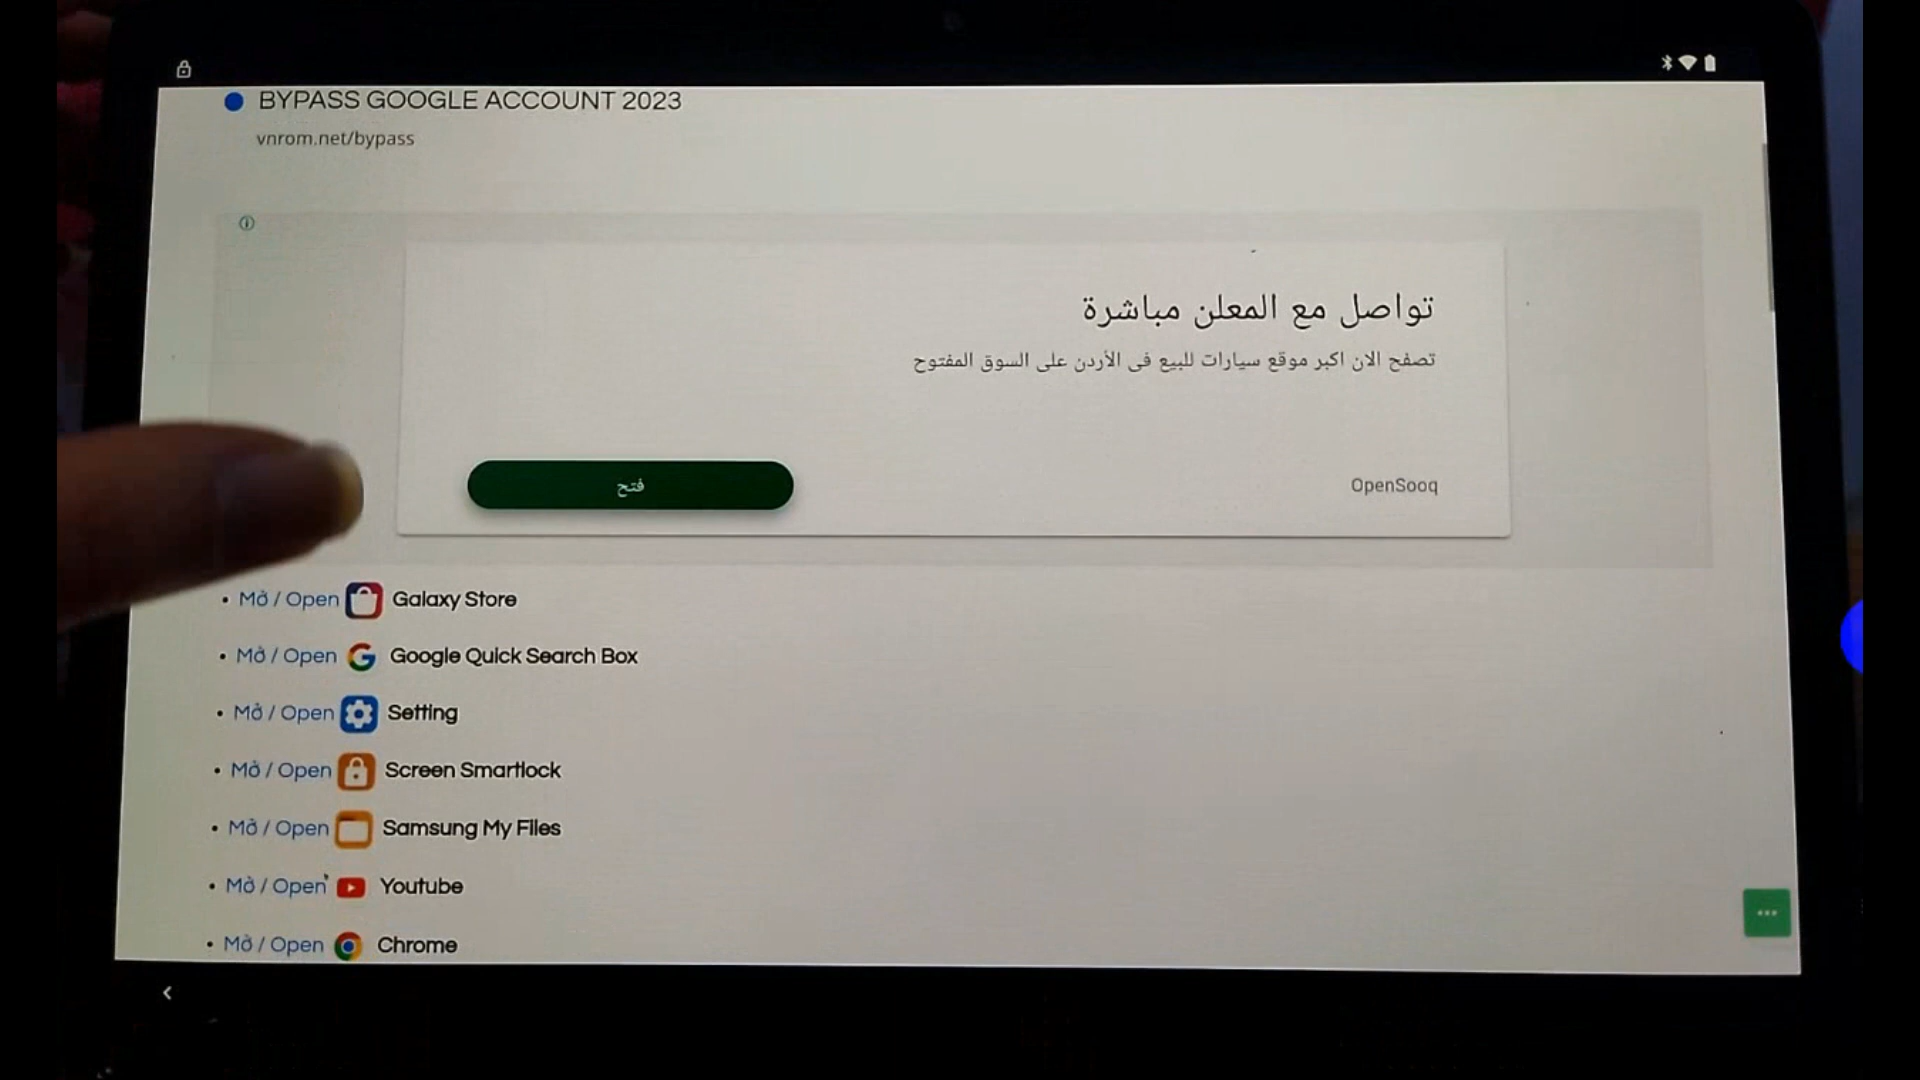 BYPASS GOOGLE ACCOUNT 2023
vnrom.net/bypass
تواصل مع المعلن مباشرة
تصفح الان اكبر موقع سيارات للبيع في الأردن على السوق المفتوح
فتح
OpenSooq
• Mở / Open Galaxy Store
• Mở / Open Google Quick Search Box
• Mở / Open Setting
• Mở / Open Screen Smartlock
• Mở / Open Samsung My Files
• Mở / Open Youtube
• Mở / Open Chrome